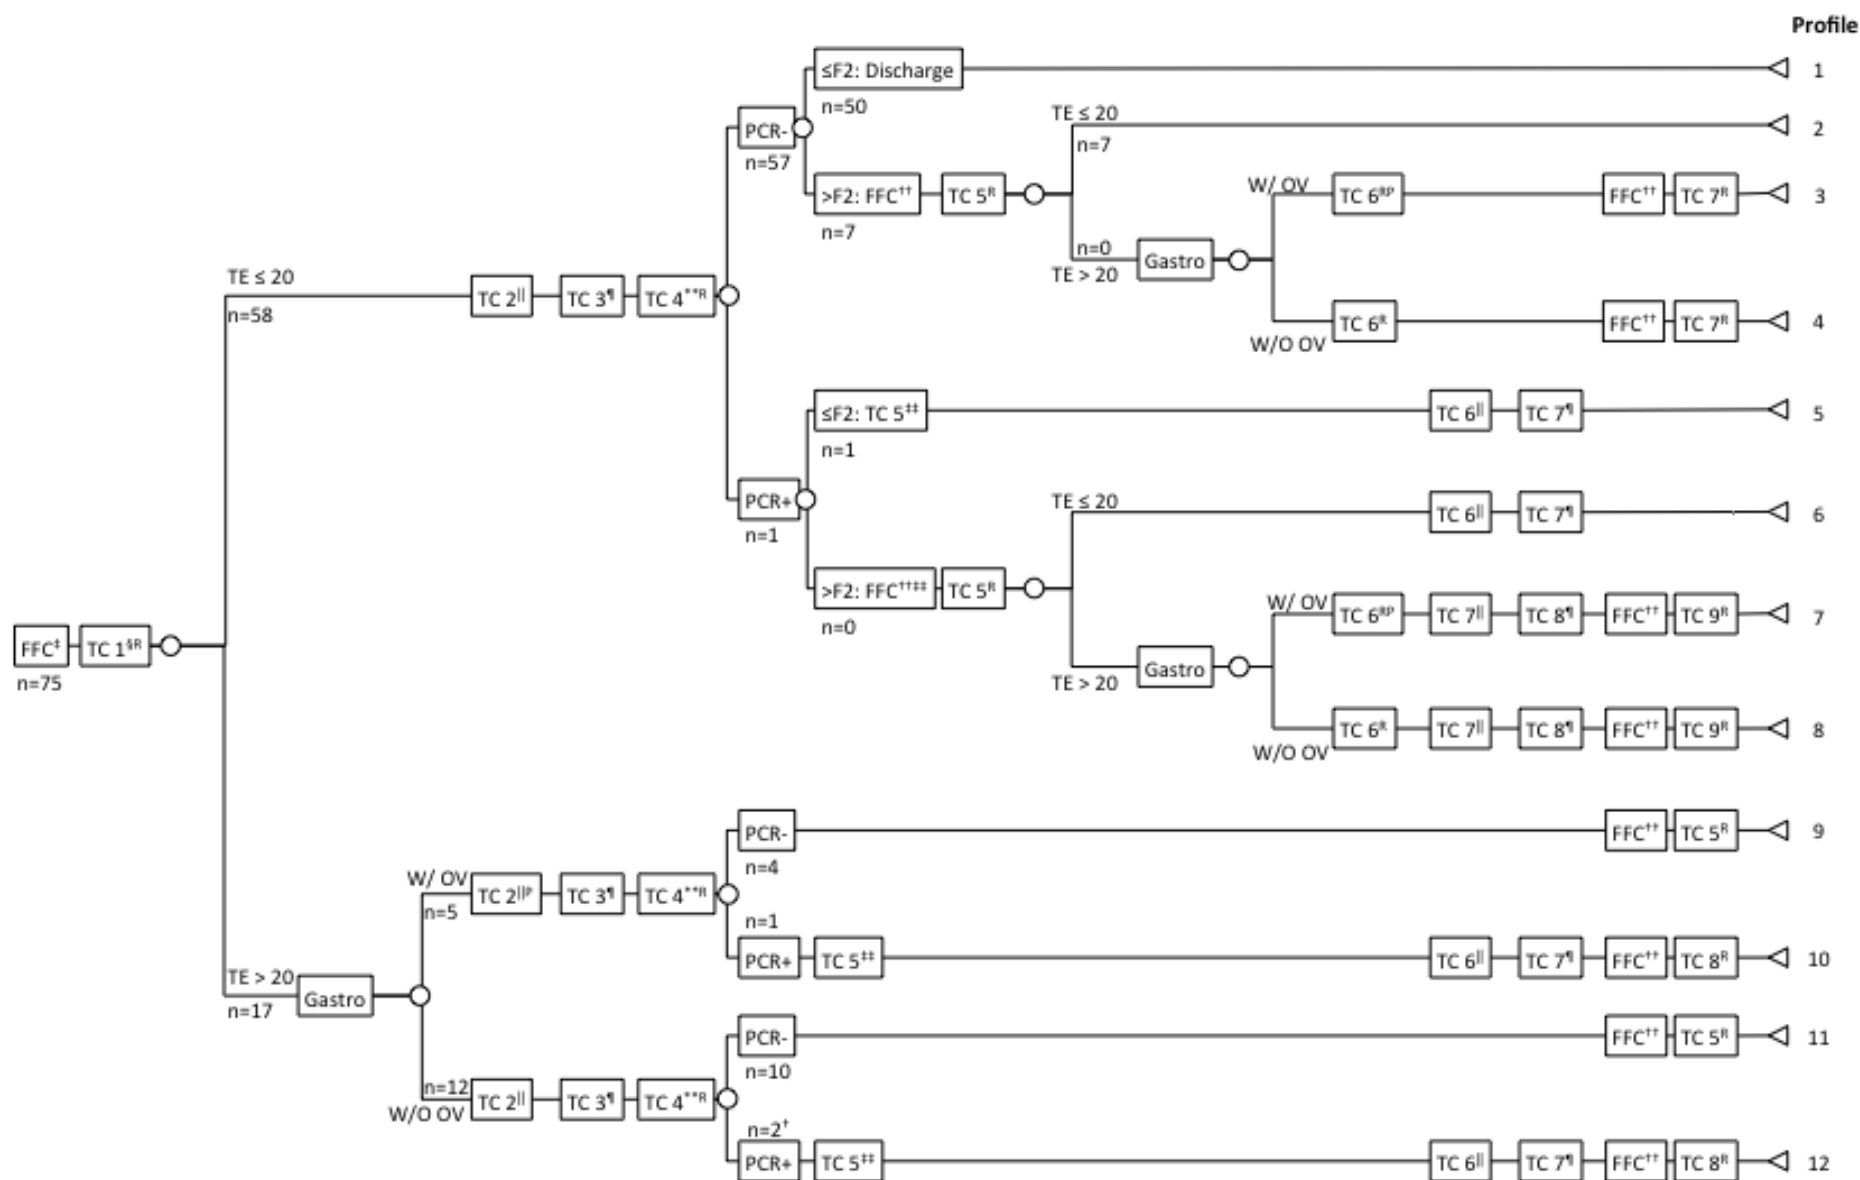 Profile
≤F2: Discharge 1
n=50
TE ≤ 20 2
n=7
PCR-
n=57
>F2: FFC†† TC 5ᴿ W/ OV TC 6ᴿᴾ FFC†† TC 7ᴿ 3
n=7
n=0
TE > 20 Gastro
TE ≤ 20 TC 2|| TC 3¶ TC 4**ᴿ
n=58
TC 6ᴿ FFC†† TC 7ᴿ 4
W/O OV
≤F2: TC 5‡‡ TC 6|| TC 7¶ 5
n=1
PCR+
n=1
TE ≤ 20 TC 6|| TC 7¶ 6
>F2: FFC††‡‡ TC 5ᴿ
n=0
W/ OV TC 6ᴿᴾ TC 7|| TC 8¶ FFC†† TC 9ᴿ 7
FFC‡ TC 1§ᴿ
n=75
TE > 20 Gastro
TC 6ᴿ TC 7|| TC 8¶ FFC†† TC 9ᴿ 8
W/O OV
PCR- FFC†† TC 5ᴿ 9
n=4
W/ OV TC 2||ᴾ TC 3¶ TC 4**ᴿ
n=5
n=1
PCR+ TC 5‡‡ TC 6|| TC 7¶ FFC†† TC 8ᴿ 10
TE > 20 Gastro
n=17
PCR- FFC†† TC 5ᴿ 11
n=10
n=12
W/O OV TC 2|| TC 3¶ TC 4**ᴿ
n=2†
PCR+ TC 5‡‡ TC 6|| TC 7¶ FFC†† TC 8ᴿ 12